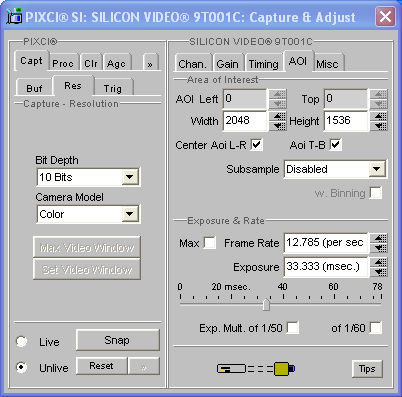 PIXCI® SI: SILICON VIDEO® 9T001C: Capture & Adjust
PIXCI®
Capt Proc Clr Agc »
Buf Res Trig
Capture - Resolution
Bit Depth
10 Bits
Camera Model
Color
Max Video Window
Set Video Window
Live
Snap
Unlive
Reset »
SILICON VIDEO® 9T001C
Chan. Gain Timing AOI Misc
Area of Interest
AOI Left 0 Top 0
Width 2048 Height 1536
Center Aoi L-R Aoi T-B
Subsample Disabled
w. Binning
Exposure & Rate
Max Frame Rate 12.785 (per sec
Exposure 33.333 (msec.)
0 20 msec. 40 60 78
Exp. Mult. of 1/50 of 1/60
Tips